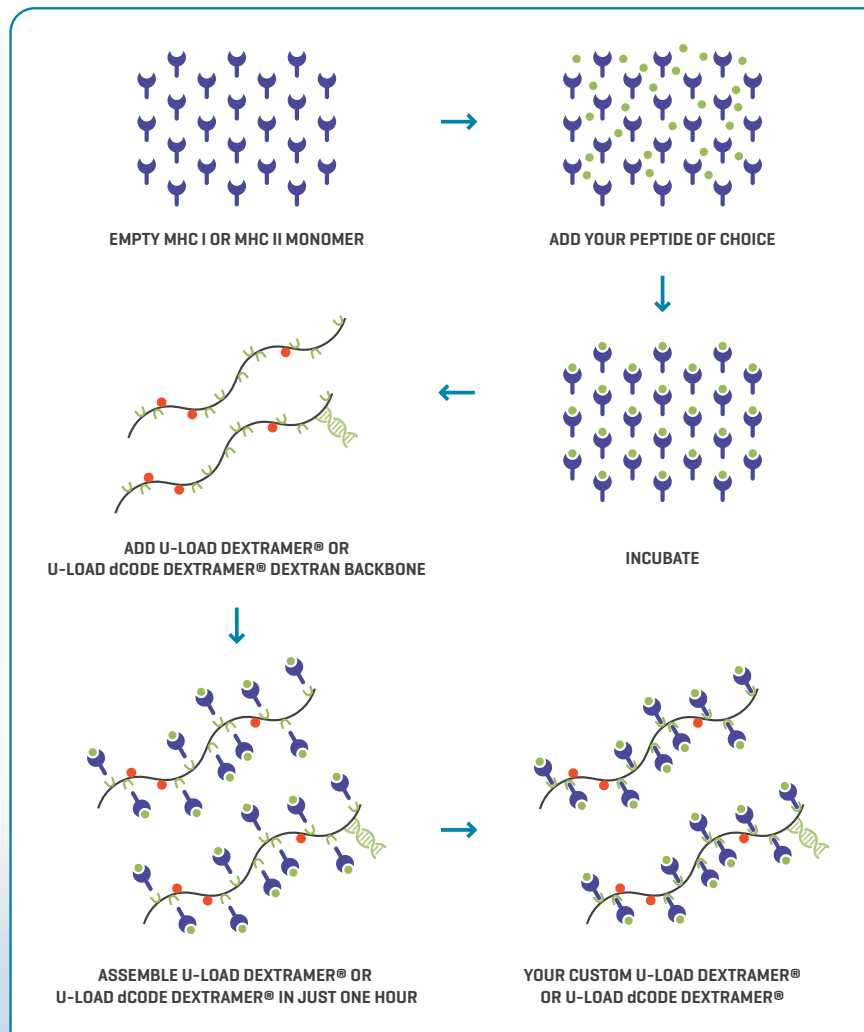 EMPTY MHC I OR MHC II MONOMER
ADD YOUR PEPTIDE OF CHOICE
ADD U-LOAD DEXTRAMER® OR
U-LOAD dCODE DEXTRAMER® DEXTRAN BACKBONE
INCUBATE
ASSEMBLE U-LOAD DEXTRAMER® OR
U-LOAD dCODE DEXTRAMER® IN JUST ONE HOUR
YOUR CUSTOM U-LOAD DEXTRAMER®
OR U-LOAD dCODE DEXTRAMER®